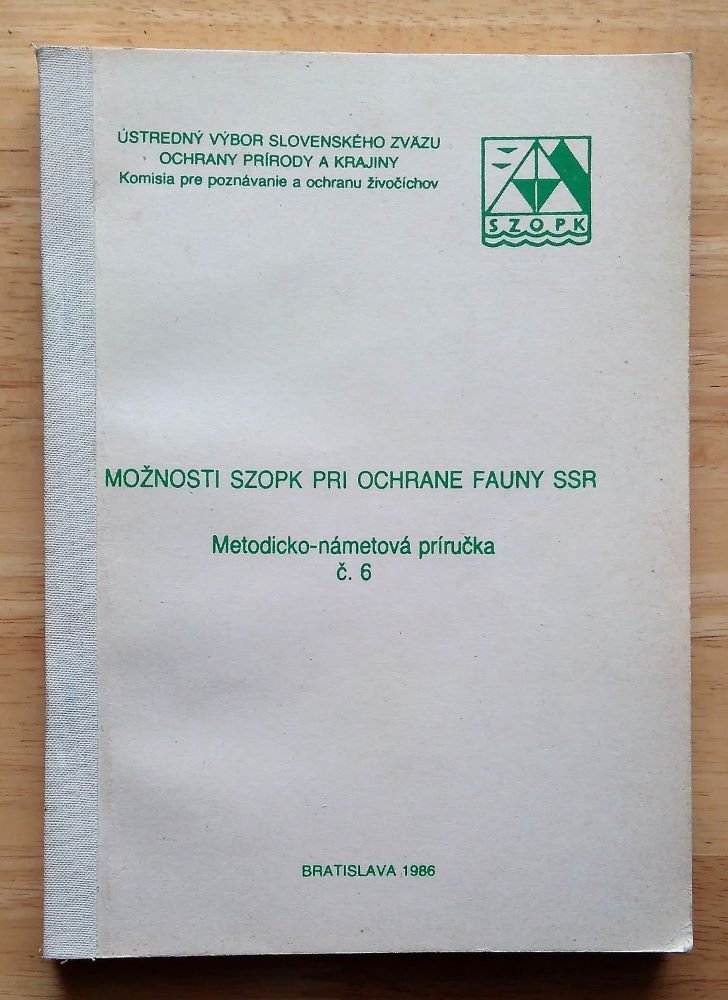 ÚSTREDNÝ VÝBOR SLOVENSKÉHO ZVÄZU
OCHRANY PRÍRODY A KRAJINY
Komisia pre poznávanie a ochranu živočíchov
SZOPK
MOŽNOSTI SZOPK PRI OCHRANE FAUNY SSR
Metodicko-námetová príručka
č. 6
BRATISLAVA 1986